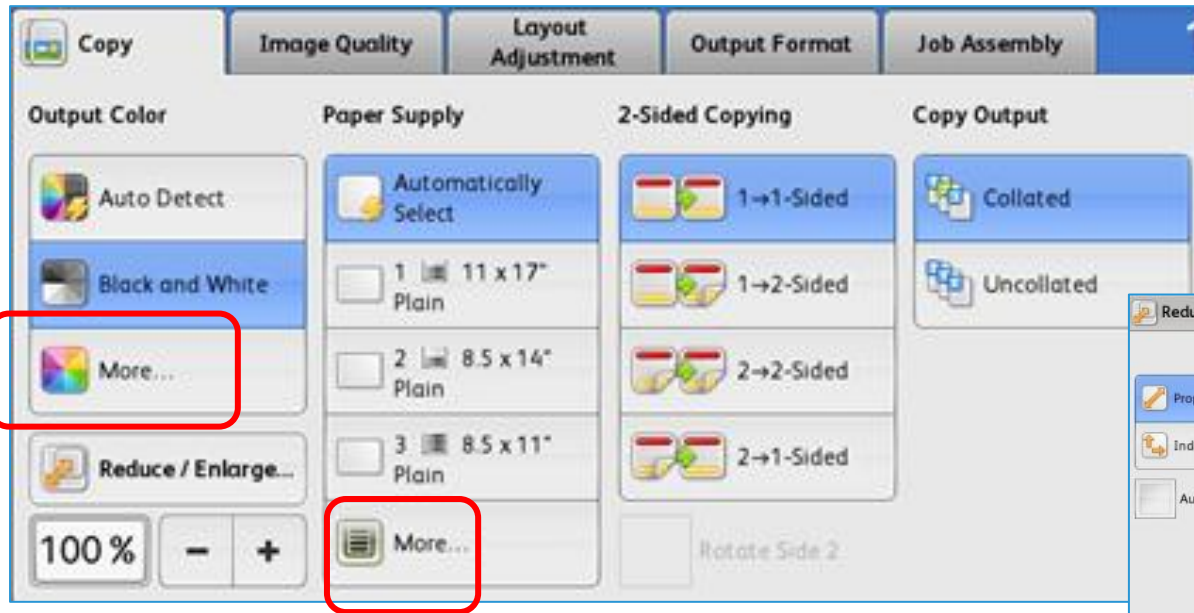 Copy
Image Quality
Layout
Adjustment
Output Format
Job Assembly
Output Color
Paper Supply
2-Sided Copying
Copy Output
Auto Detect
Black and White
More...
Reduce / Enlarge...
100 %
-
+
Automatically
Select
1 11 x 17"
Plain
2 8.5 x 14"
Plain
3 8.5 x 11"
Plain
More...
1→1-Sided
1→2-Sided
2→2-Sided
2→1-Sided
Rotate Side 2
Collated
Uncollated